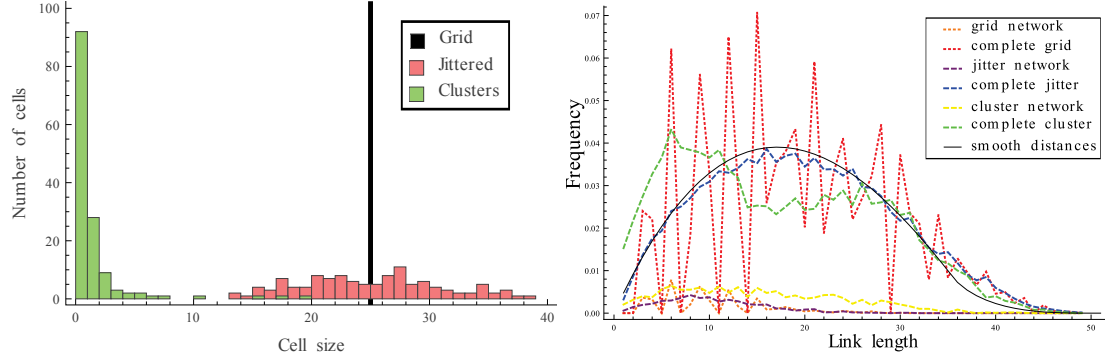 100
80
60
40
20
0
Number of cells
0
10
20
30
40
Cell size
Grid
Jittered
Clusters
0.07
0.06
0.05
0.04
0.03
0.02
0.01
0.00
Frequency
0
10
20
30
40
50
Link length
grid network
complete grid
jitter network
complete jitter
cluster network
complete cluster
smooth distances